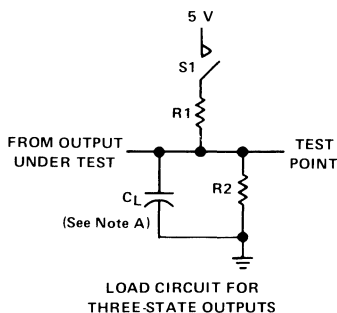 5 V
S1
R1
FROM OUTPUT
UNDER TEST
TEST
POINT
CL
(See Note A)
R2
LOAD CIRCUIT FOR
THREE-STATE OUTPUTS